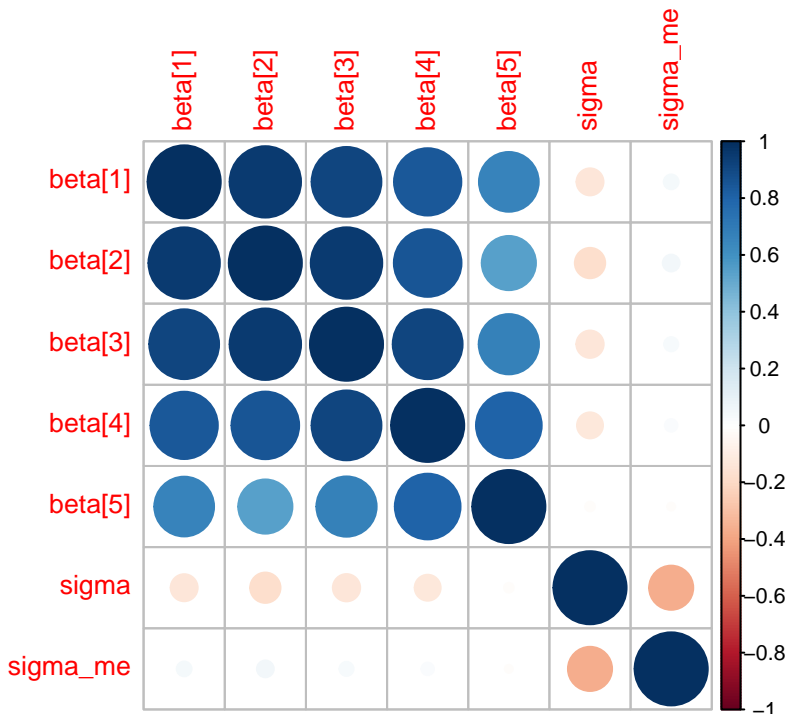 beta[1]
beta[2]
beta[3]
beta[4]
beta[5]
sigma
sigma_me
beta[1]
beta[2]
beta[3]
beta[4]
beta[5]
sigma
sigma_me
1
0.8
0.6
0.4
0.2
0
−0.2
−0.4
−0.6
−0.8
−1